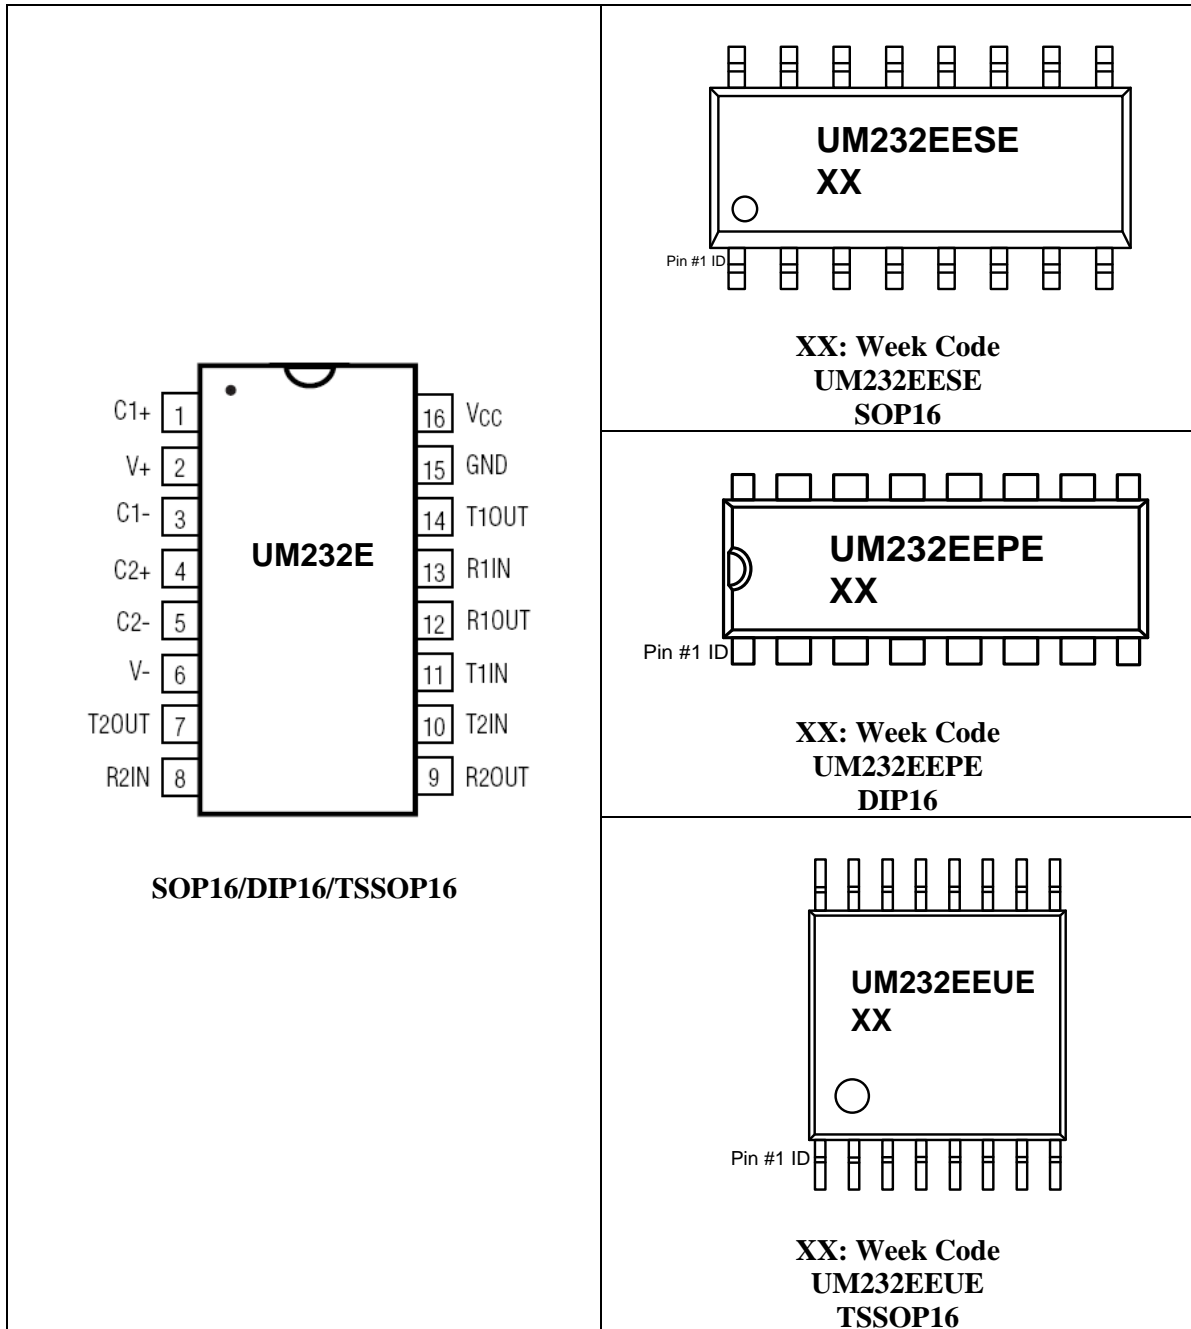 C1+ 1 16 VCC
V+ 2 15 GND
C1- 3 14 T1OUT
C2+ 4 13 R1IN
C2- 5 12 R1OUT
V- 6 11 T1IN
T2OUT 7 10 T2IN
R2IN 8 9 R2OUT
UM232E
SOP16/DIP16/TSSOP16
UM232EESE
XX
Pin #1 ID
XX: Week Code
UM232EESE
SOP16
UM232EEPE
XX
Pin #1 ID
XX: Week Code
UM232EEPE
DIP16
UM232EEUE
XX
Pin #1 ID
XX: Week Code
UM232EEUE
TSSOP16